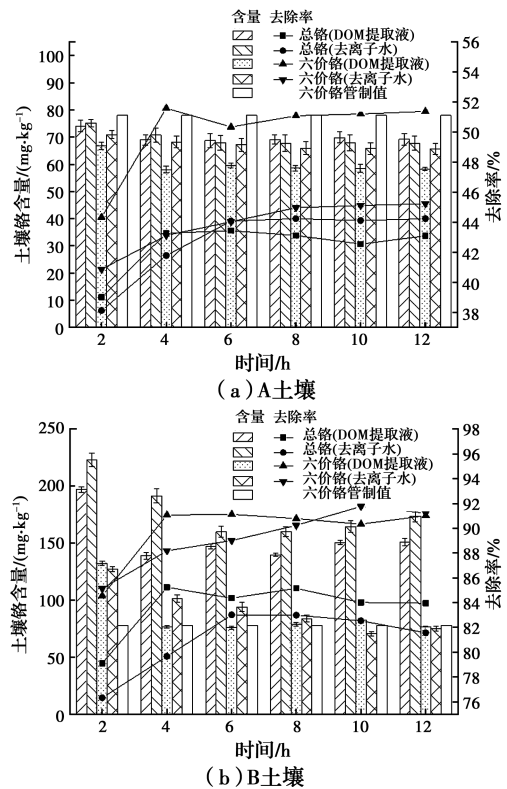 含量 去除率
总铬(DOM提取液)
总铬(去离子水)
六价铬(DOM提取液)
六价铬(去离子水)
六价铬管制值
土壤铬含量/(mg·kg⁻¹)
100
90
80
70
60
50
40
30
20
10
0
56
54
52
50
48
46
44
42
40
38
去除率/%
2 4 6 8 10 12
时间/h
(a)A土壤
含量 去除率
总铬(DOM提取液)
总铬(去离子水)
六价铬(DOM提取液)
六价铬(去离子水)
六价铬管制值
土壤铬含量/(mg·kg⁻¹)
250
200
150
100
50
0
98
96
94
92
90
88
86
84
82
80
78
76
去除率/%
2 4 6 8 10 12
时间/h
(b)B土壤